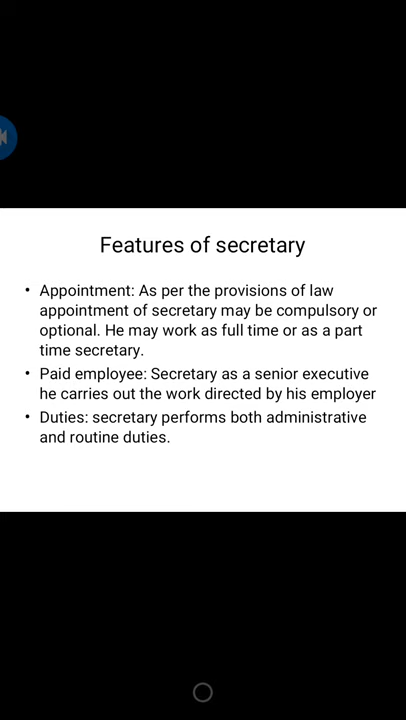 Features of secretary
• Appointment: As per the provisions of law
appointment of secretary may be compulsory or
optional. He may work as full time or as a part
time secretary.
• Paid employee: Secretary as a senior executive
he carries out the work directed by his employer
• Duties: secretary performs both administrative
and routine duties.